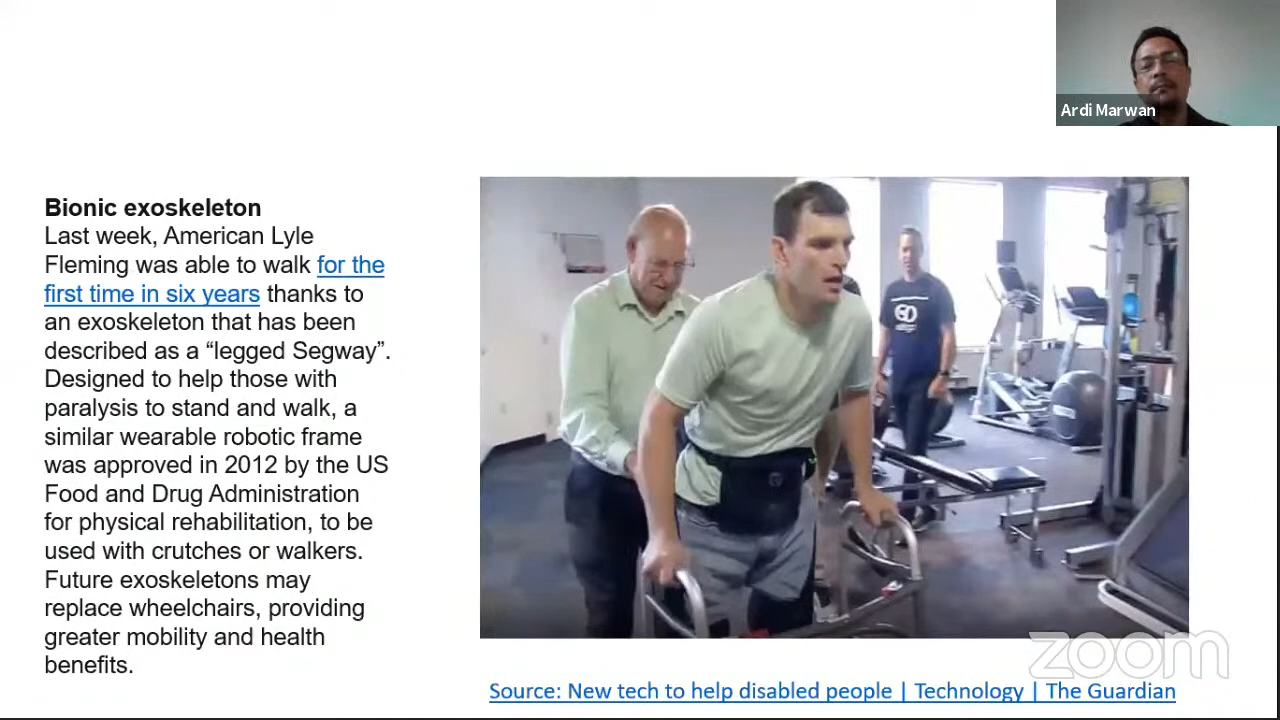 Ardi Marwan
Bionic exoskeleton
Last week, American Lyle
Fleming was able to walk for the
first time in six years thanks to
an exoskeleton that has been
described as a “legged Segway”.
Designed to help those with
paralysis to stand and walk, a
similar wearable robotic frame
was approved in 2012 by the US
Food and Drug Administration
for physical rehabilitation, to be
used with crutches or walkers.
Future exoskeletons may
replace wheelchairs, providing
greater mobility and health
benefits.
zoom
Source: New tech to help disabled people | Technology | The Guardian